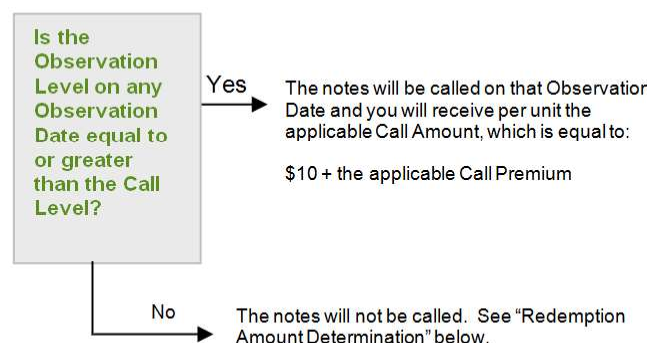 Is the
Observation
Level on any
Observation
Date equal to
or greater
than the Call
Level?
Yes
The notes will be called on that Observation
Date and you will receive per unit the
applicable Call Amount, which is equal to:
$10 + the applicable Call Premium
No
The notes will not be called.  See “Redemption
Amount Determination” below.